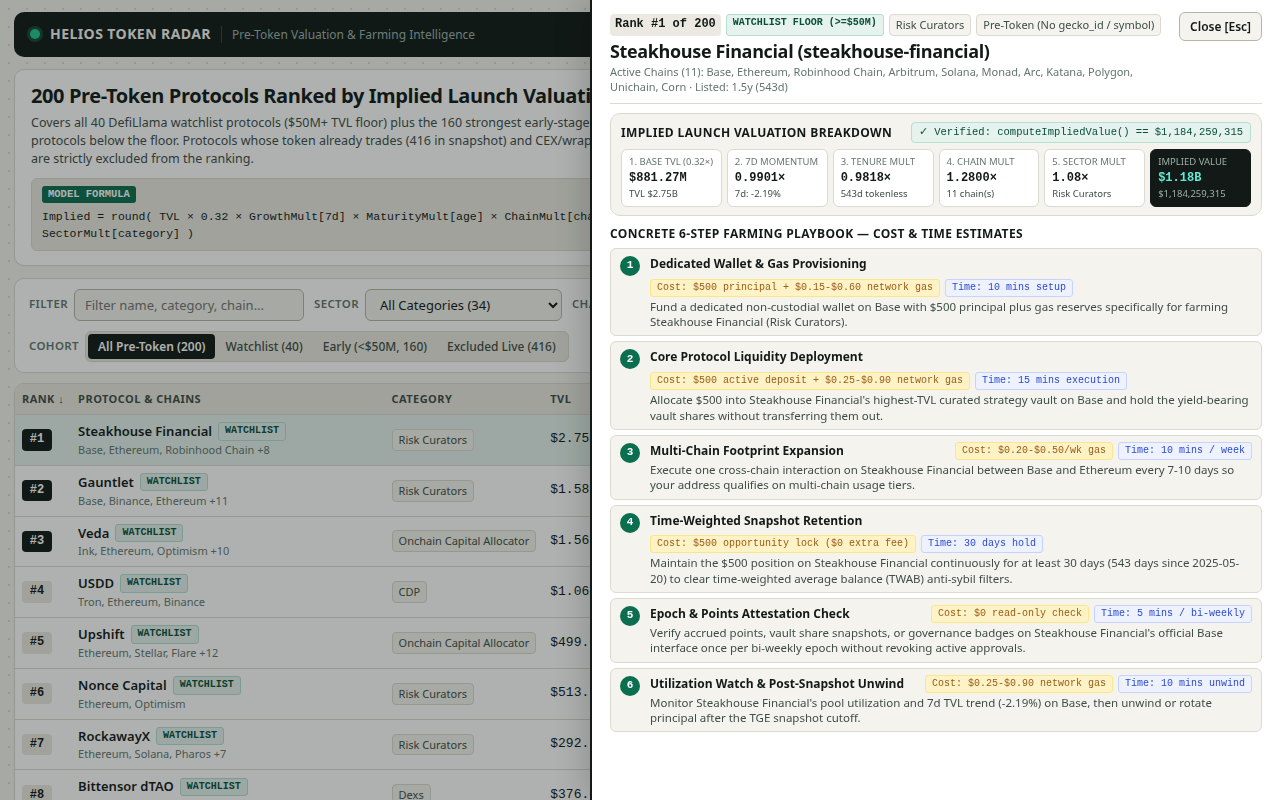 HELIOS TOKEN RADAR
Pre-Token Valuation & Farming Intelligence
200 Pre-Token Protocols Ranked by Implied Launch Valuati
Covers all 40 DefiLlama watchlist protocols ($50M+ TVL floor) plus the 160 strongest early-stage
protocols below the floor. Protocols whose token already trades (416 in snapshot) and CEX/wrap
are strictly excluded from the ranking.
MODEL FORMULA
Implied = round( TVL × 0.32 × GrowthMult[7d] × MaturityMult[age] × ChainMult[cha
SectorMult[category] )
FILTER
Filter name, category, chain...
SECTOR
All Categories (34)
CH
COHORT
All Pre-Token (200)
Watchlist (40)
Early (<$50M, 160)
Excluded Live (416)
RANK ↓
PROTOCOL & CHAINS
CATEGORY
TVL
#1
Steakhouse Financial
WATCHLIST
Base, Ethereum, Robinhood Chain +8
Risk Curators
$2.75
#2
Gauntlet
WATCHLIST
Base, Binance, Ethereum +11
Risk Curators
$1.58
#3
Veda
WATCHLIST
Ink, Ethereum, Optimism +10
Onchain Capital Allocator
$1.56
#4
USDD
WATCHLIST
Tron, Ethereum, Binance
CDP
$1.06
#5
Upshift
WATCHLIST
Ethereum, Stellar, Flare +12
Onchain Capital Allocator
$499.
#6
Nonce Capital
WATCHLIST
Ethereum, Optimism
Risk Curators
$513.
#7
RockawayX
WATCHLIST
Ethereum, Solana, Pharos +7
Risk Curators
$292.
#8
Bittensor dTAO
WATCHLIST
Dexs
$376.
Rank #1 of 200
WATCHLIST FLOOR (>=$50M)
Risk Curators
Pre-Token (No gecko_id / symbol)
Close [Esc]
Steakhouse Financial (steakhouse-financial)
Active Chains (11): Base, Ethereum, Robinhood Chain, Arbitrum, Solana, Monad, Arc, Katana, Polygon,
Unichain, Corn · Listed: 1.5y (543d)
IMPLIED LAUNCH VALUATION BREAKDOWN
✓ Verified: computeImpliedValue() == $1,184,259,315
1. BASE TVL (0.32×)
$881.27M
TVL $2.75B
2. 7D MOMENTUM
0.9901×
7d: -2.19%
3. TENURE MULT
0.9818×
543d tokenless
4. CHAIN MULT
1.2800×
11 chain(s)
5. SECTOR MULT
1.08×
Risk Curators
IMPLIED VALUE
$1.18B
$1,184,259,315
CONCRETE 6-STEP FARMING PLAYBOOK — COST & TIME ESTIMATES
1
Dedicated Wallet & Gas Provisioning
Cost: $500 principal + $0.15-$0.60 network gas
Time: 10 mins setup
Fund a dedicated non-custodial wallet on Base with $500 principal plus gas reserves specifically for farming
Steakhouse Financial (Risk Curators).
2
Core Protocol Liquidity Deployment
Cost: $500 active deposit + $0.25-$0.90 network gas
Time: 15 mins execution
Allocate $500 into Steakhouse Financial's highest-TVL curated strategy vault on Base and hold the yield-bearing
vault shares without transferring them out.
3
Multi-Chain Footprint Expansion
Cost: $0.20-$0.50/wk gas
Time: 10 mins / week
Execute one cross-chain interaction on Steakhouse Financial between Base and Ethereum every 7-10 days so
your address qualifies on multi-chain usage tiers.
4
Time-Weighted Snapshot Retention
Cost: $500 opportunity lock ($0 extra fee)
Time: 30 days hold
Maintain the $500 position on Steakhouse Financial continuously for at least 30 days (543 days since 2025-05-
20) to clear time-weighted average balance (TWAB) anti-sybil filters.
5
Epoch & Points Attestation Check
Cost: $0 read-only check
Time: 5 mins / bi-weekly
Verify accrued points, vault share snapshots, or governance badges on Steakhouse Financial's official Base
interface once per bi-weekly epoch without revoking active approvals.
6
Utilization Watch & Post-Snapshot Unwind
Cost: $0.25-$0.90 network gas
Time: 10 mins unwind
Monitor Steakhouse Financial's pool utilization and 7d TVL trend (-2.19%) on Base, then unwind or rotate
principal after the TGE snapshot cutoff.